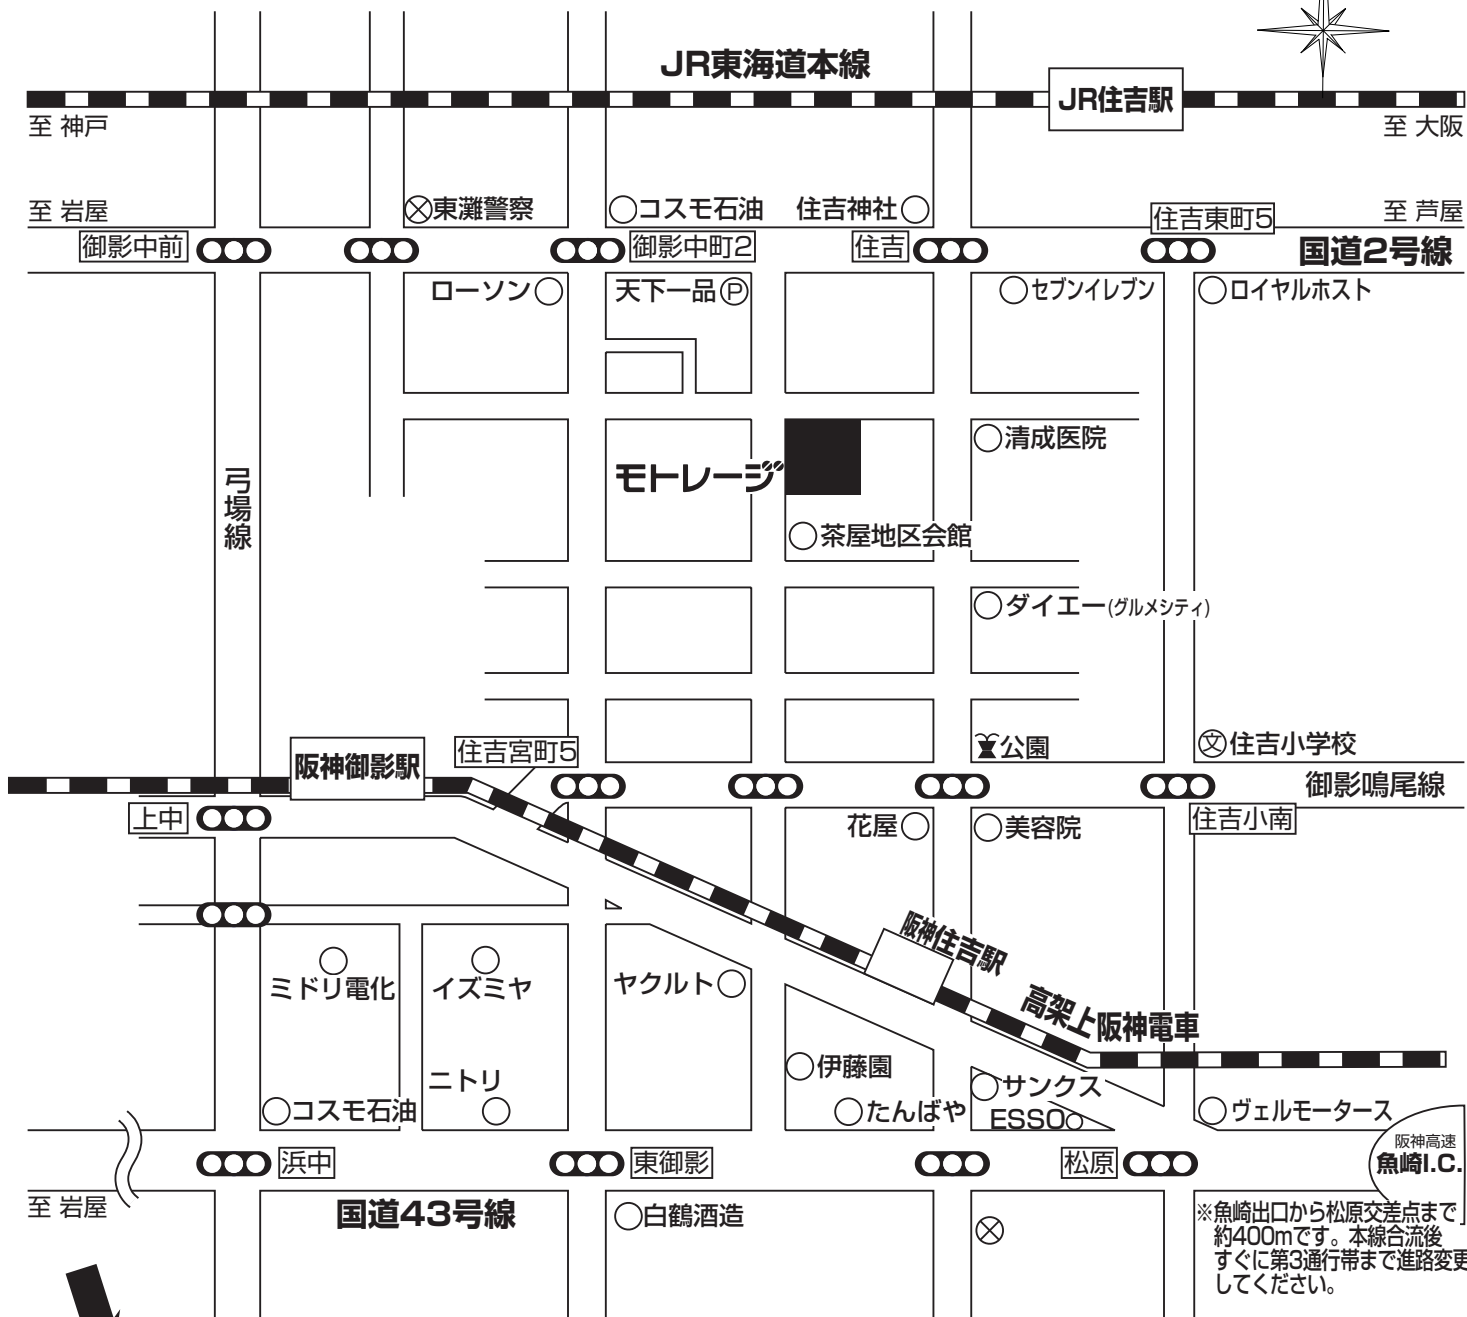 JR東海道本線
JR住吉駅
至 神戸
至 大阪
至 岩屋
東灘警察
コスモ石油
住吉神社
住吉東町5
至 芦屋
御影中前
御影中町2
住吉
国道2号線
ローソン
天下一品
P
セブンイレブン
ロイヤルホスト
清成医院
モトレージ
弓場線
茶屋地区会館
ダイエー(グルメシティ)
住吉宮町5
公園
文
住吉小学校
阪神御影駅
御影鳴尾線
上中
花屋
美容院
住吉小南
阪神住吉駅
ミドリ電化
イズミヤ
ヤクルト
高架上阪神電車
伊藤園
ニトリ
サンクス
コスモ石油
たんばや
ESSO
ヴェルモータース
阪神高速
魚崎I.C.
浜中
東御影
松原
至 岩屋
国道43号線
白鶴酒造
※魚崎出口から松原交差点まで
約400mです。本線合流後
すぐに第3通行帯まで進路変更
してください。